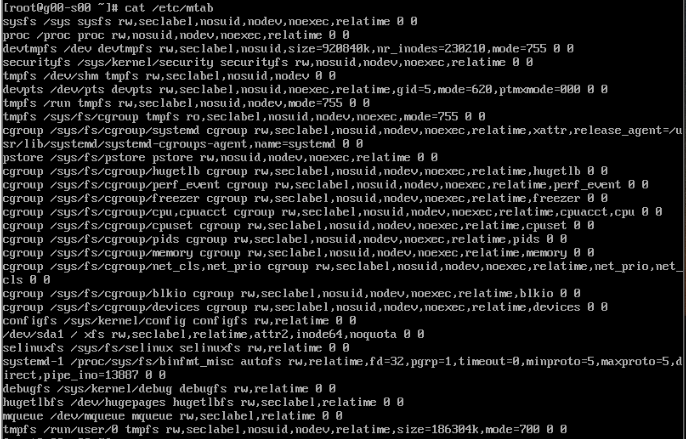 [root@g00-s00 ~]# cat /etc/mtab
sysfs /sys sysfs rw,seclabel,nosuid,nodev,noexec,relatime 0 0
proc /proc proc rw,nosuid,nodev,noexec,relatime 0 0
devtmpfs /dev devtmpfs rw,seclabel,nosuid,size=920840k,nr_inodes=230210,mode=755 0 0
securityfs /sys/kernel/security securityfs rw,nosuid,nodev,noexec,relatime 0 0
tmpfs /dev/shm tmpfs rw,seclabel,nosuid,nodev 0 0
devpts /dev/pts devpts rw,seclabel,nosuid,noexec,relatime,gid=5,mode=620,ptmxmode=000 0 0
tmpfs /run tmpfs rw,seclabel,nosuid,nodev,mode=755 0 0
tmpfs /sys/fs/cgroup tmpfs ro,seclabel,nosuid,nodev,noexec,mode=755 0 0
cgroup /sys/fs/cgroup/systemd cgroup rw,seclabel,nosuid,nodev,noexec,relatime,xattr,release_agent=/u
sr/lib/systemd/systemd-cgroups-agent,name=systemd 0 0
pstore /sys/fs/pstore pstore rw,nosuid,nodev,noexec,relatime 0 0
cgroup /sys/fs/cgroup/hugetlb cgroup rw,seclabel,nosuid,nodev,noexec,relatime,hugetlb 0 0
cgroup /sys/fs/cgroup/perf_event cgroup rw,seclabel,nosuid,nodev,noexec,relatime,perf_event 0 0
cgroup /sys/fs/cgroup/freezer cgroup rw,seclabel,nosuid,nodev,noexec,relatime,freezer 0 0
cgroup /sys/fs/cgroup/cpu,cpuacct cgroup rw,seclabel,nosuid,nodev,noexec,relatime,cpuacct,cpu 0 0
cgroup /sys/fs/cgroup/cpuset cgroup rw,seclabel,nosuid,nodev,noexec,relatime,cpuset 0 0
cgroup /sys/fs/cgroup/pids cgroup rw,seclabel,nosuid,nodev,noexec,relatime,pids 0 0
cgroup /sys/fs/cgroup/memory cgroup rw,seclabel,nosuid,nodev,noexec,relatime,memory 0 0
cgroup /sys/fs/cgroup/net_cls,net_prio cgroup rw,seclabel,nosuid,nodev,noexec,relatime,net_prio,net_
cls 0 0
cgroup /sys/fs/cgroup/blkio cgroup rw,seclabel,nosuid,nodev,noexec,relatime,blkio 0 0
cgroup /sys/fs/cgroup/devices cgroup rw,seclabel,nosuid,nodev,noexec,relatime,devices 0 0
configfs /sys/kernel/config configfs rw,relatime 0 0
/dev/sda1 / xfs rw,seclabel,relatime,attr2,inode64,noquota 0 0
selinuxfs /sys/fs/selinux selinuxfs rw,relatime 0 0
systemd-1 /proc/sys/fs/binfmt_misc autofs rw,relatime,fd=32,pgrp=1,timeout=0,minproto=5,maxproto=5,d
irect,pipe_ino=13887 0 0
debugfs /sys/kernel/debug debugfs rw,relatime 0 0
hugetlbfs /dev/hugepages hugetlbfs rw,seclabel,relatime 0 0
mqueue /dev/mqueue mqueue rw,seclabel,relatime 0 0
tmpfs /run/user/0 tmpfs rw,seclabel,nosuid,nodev,relatime,size=186304k,mode=700 0 0